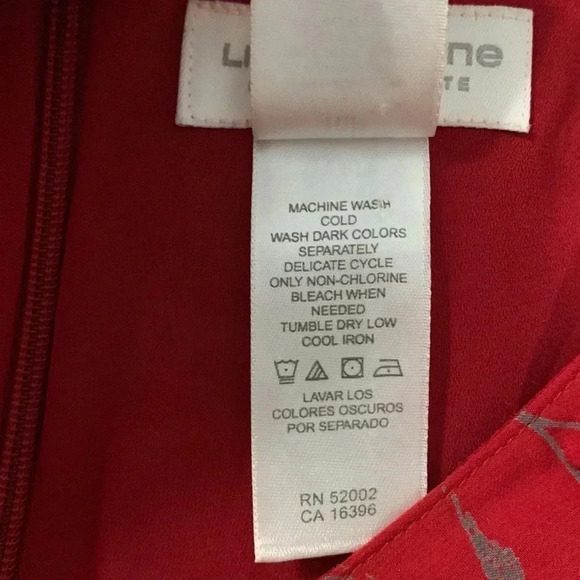 MACHINE WASH
COLD
WASH DARK COLORS
SEPARATELY
DELICATE CYCLE
ONLY NON-CHLORINE
BLEACH WHEN
NEEDED
TUMBLE DRY LOW
COOL IRON
LAVAR LOS
COLORES OSCUROS
POR SEPARADO
RN 52002
CA 16396